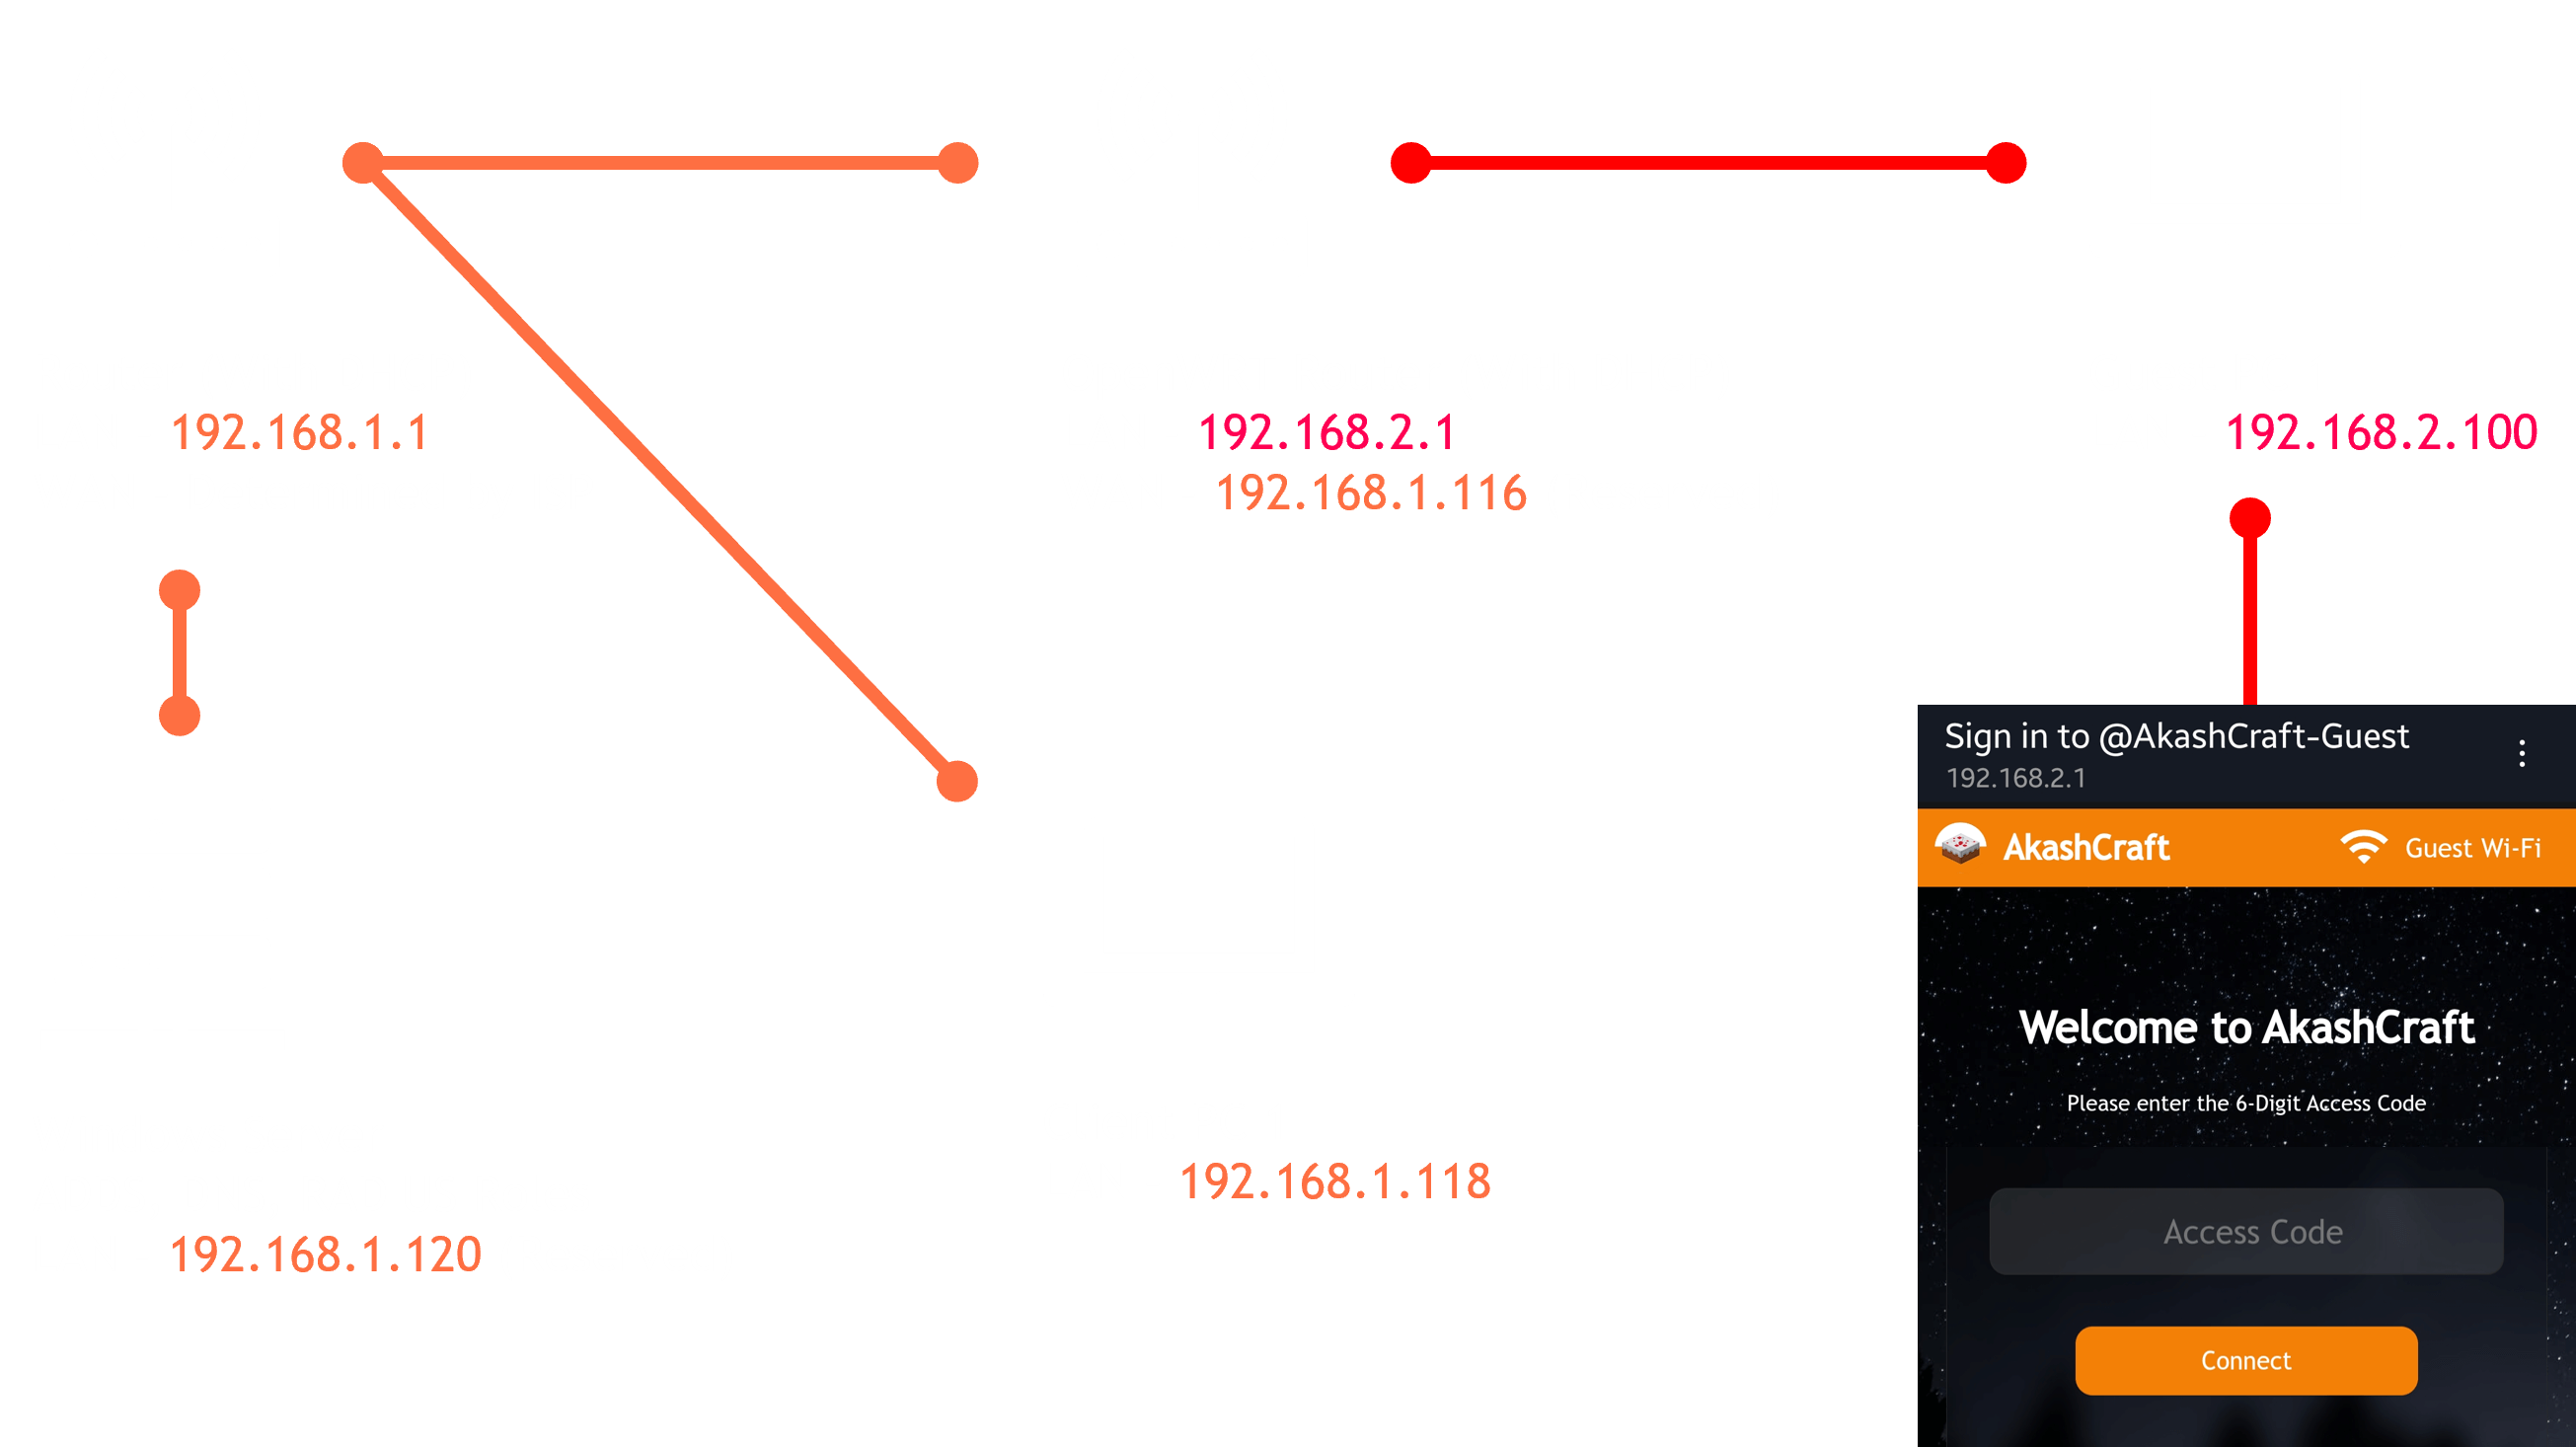 192.168.1.1
192.168.2.1
192.168.1.116
192.168.2.100
Sign in to @AkashCraft-Guest
192.168.2.1
AkashCraft
Guest Wi-Fi
Welcome to AkashCraft
Please enter the 6-Digit Access Code
Access Code
Connect
192.168.1.118
192.168.1.120